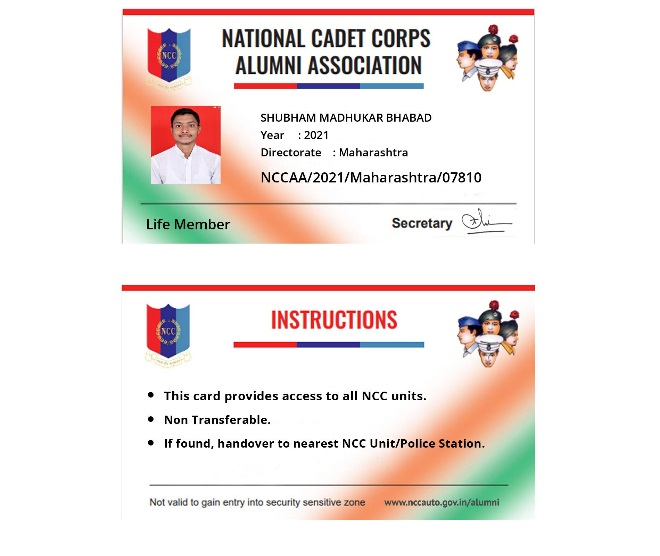 NATIONAL CADET CORPS
ALUMNI ASSOCIATION
NCC
SHUBHAM MADHUKAR BHABAD
Year : 2021
Directorate : Maharashtra
NCCAA/2021/Maharashtra/07810
Life Member
Secretary
INSTRUCTIONS
NCC
• This card provides access to all NCC units.
• Non Transferable.
• If found, handover to nearest NCC Unit/Police Station.
Not valid to gain entry into security sensitive zone www.nccauto.gov.in/alumni